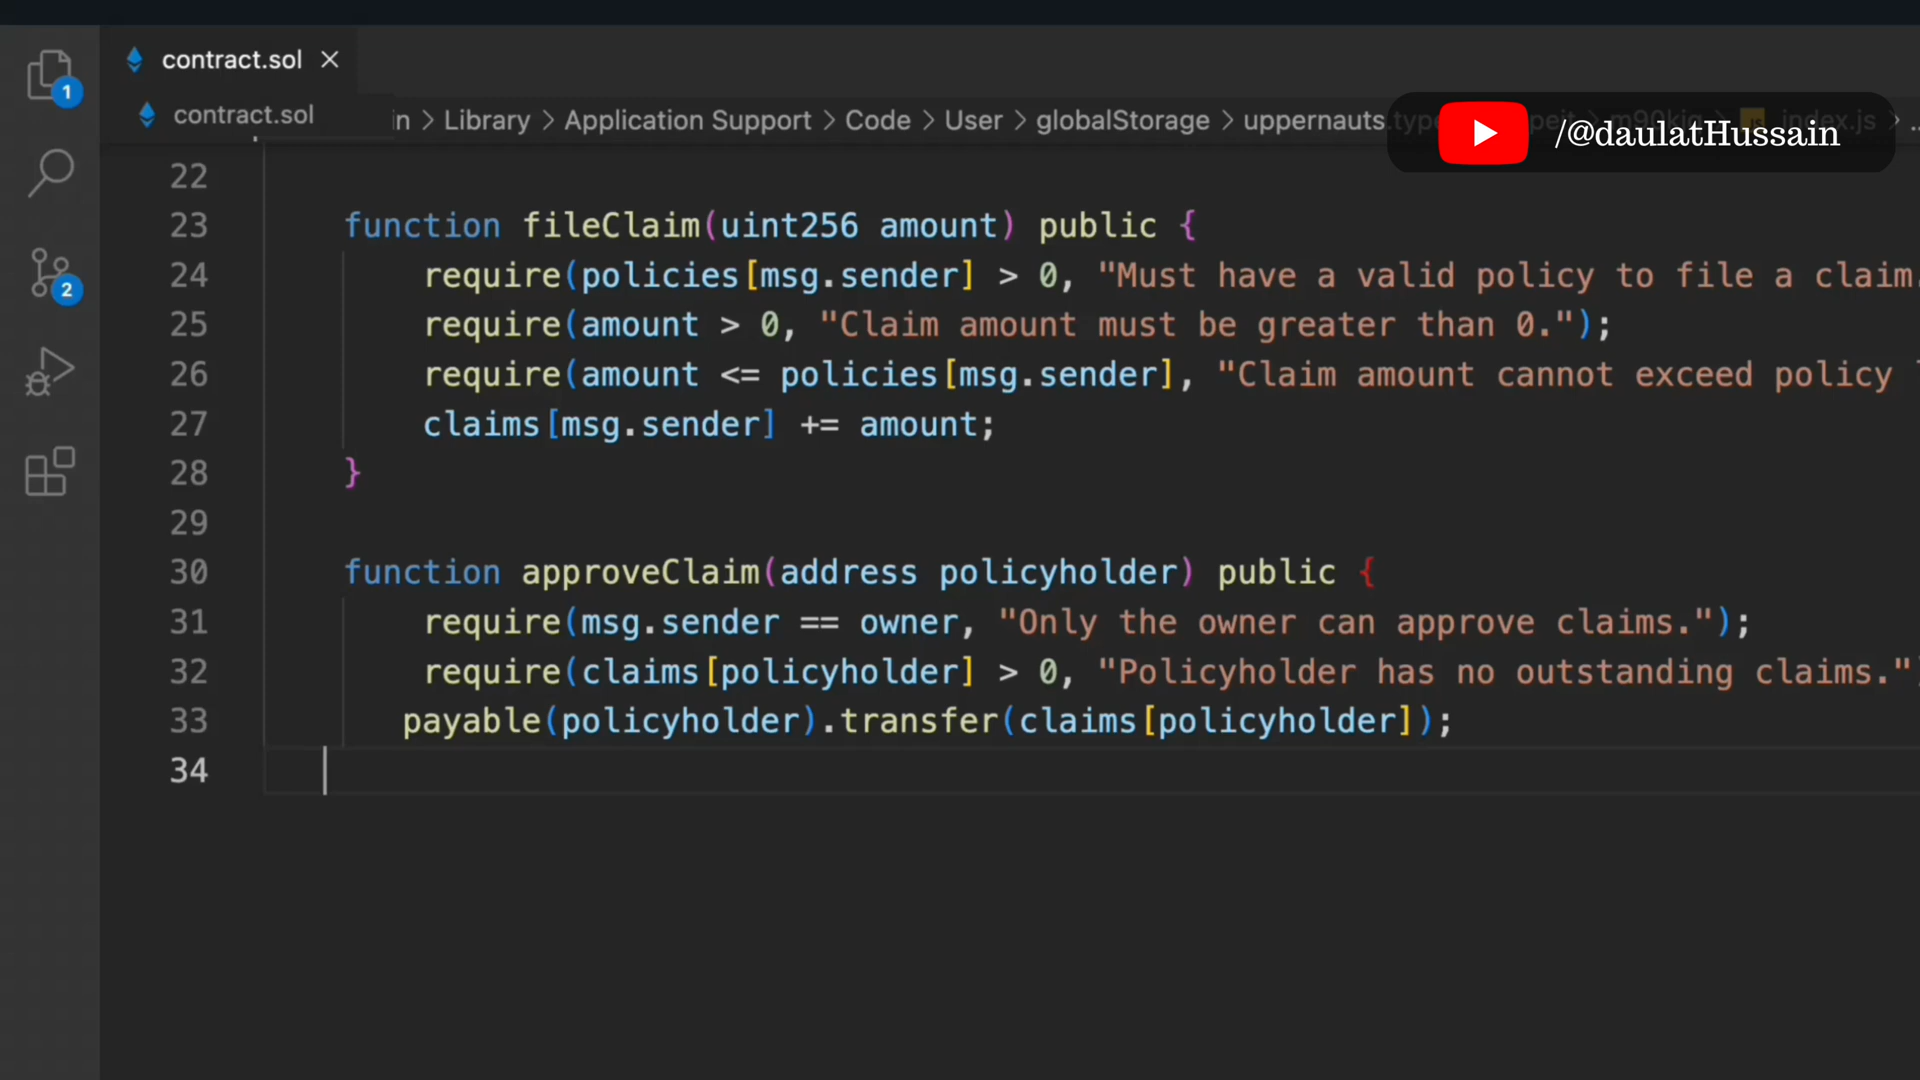 contract.sol
contract.sol
in > Library > Application Support > Code > User > globalStorage > uppernauts.
index.js > ...
/@daulatHussain
1
2
22
23 function fileClaim(uint256 amount) public {
24 require(policies[msg.sender] > 0, "Must have a valid policy to file a claim.
25 require(amount > 0, "Claim amount must be greater than 0.");
26 require(amount <= policies[msg.sender], "Claim amount cannot exceed policy
27 claims[msg.sender] += amount;
28 }
29
30 function approveClaim(address policyholder) public {
31 require(msg.sender == owner, "Only the owner can approve claims.");
32 require(claims[policyholder] > 0, "Policyholder has no outstanding claims.")
33 payable(policyholder).transfer(claims[policyholder]);
34